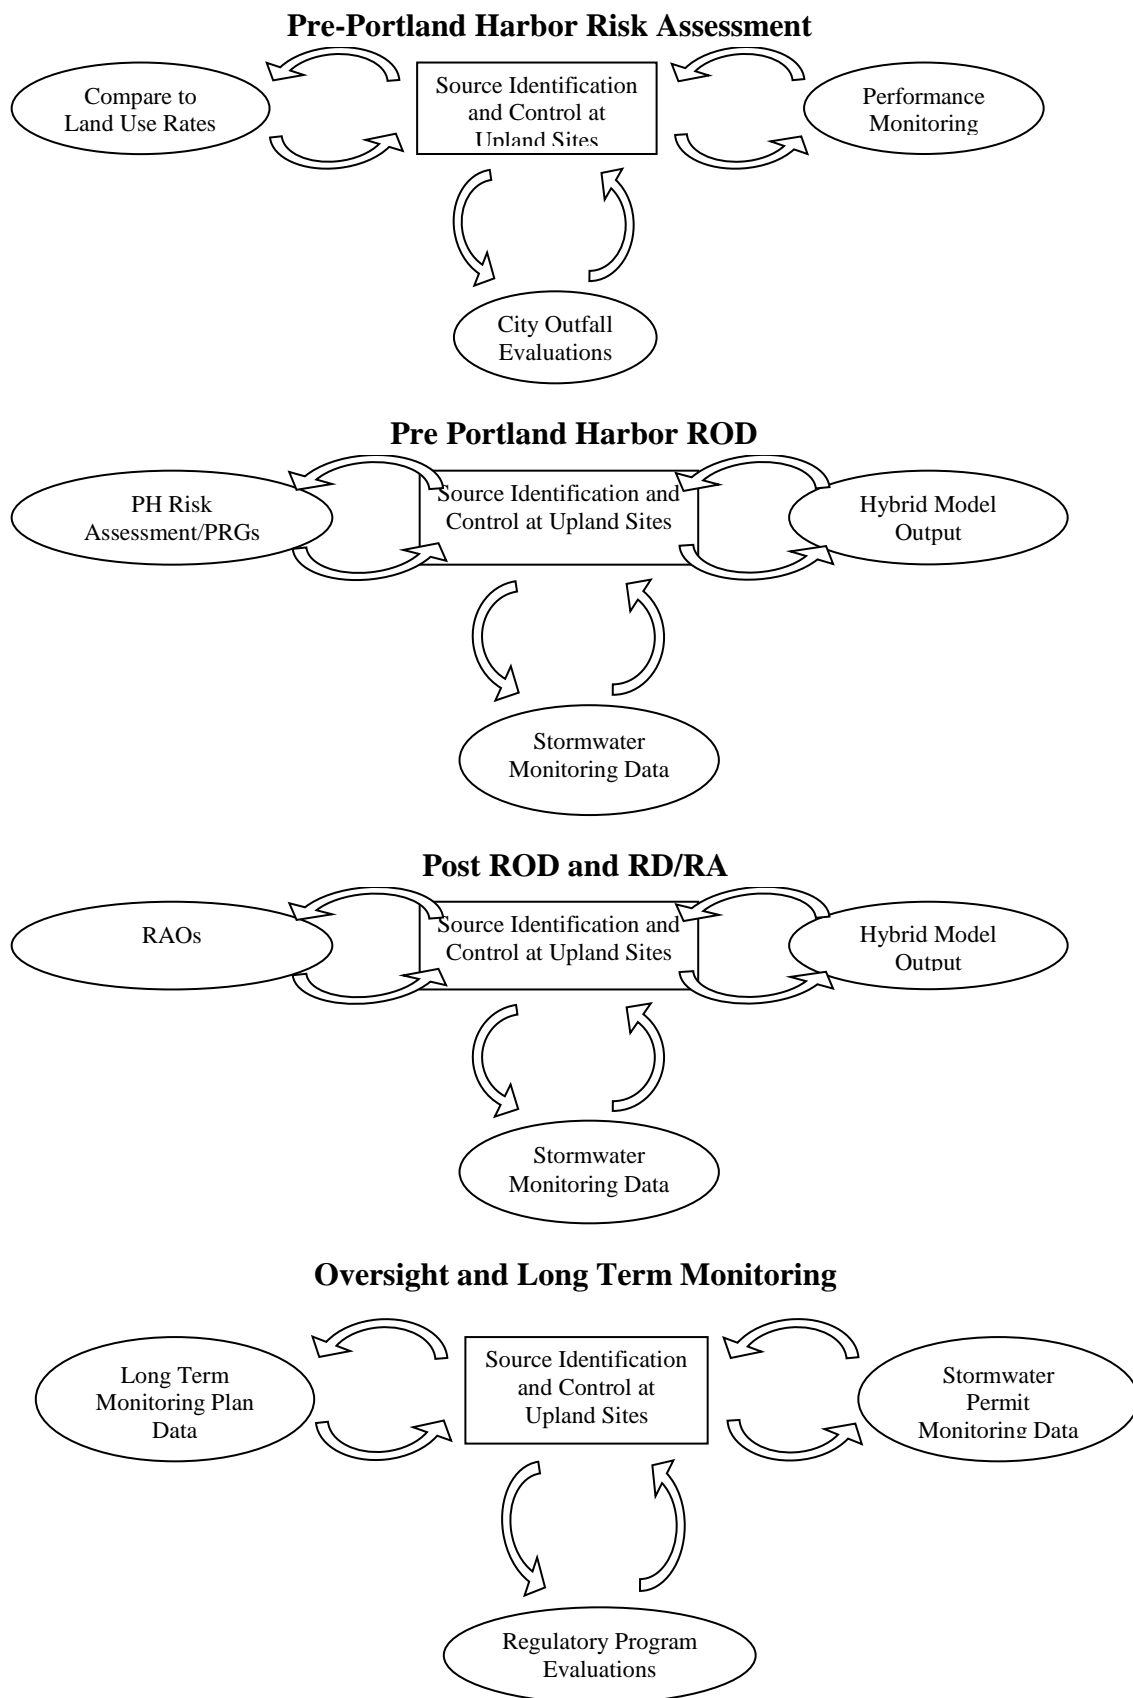 Pre-Portland Harbor Risk Assessment
Compare to
Land Use Rates
Source Identification
and Control at
Upland Sites
Performance
Monitoring
City Outfall
Evaluations
Pre Portland Harbor ROD
PH Risk
Assessment/PRGs
Source Identification and
Control at Upland Sites
Hybrid Model
Output
Stormwater
Monitoring Data
Post ROD and RD/RA
RAOs
Source Identification and
Control at Upland Sites
Hybrid Model
Output
Stormwater
Monitoring Data
Oversight and Long Term Monitoring
Long Term
Monitoring Plan
Data
Source Identification
and Control at
Upland Sites
Stormwater
Permit
Monitoring Data
Regulatory Program
Evaluations